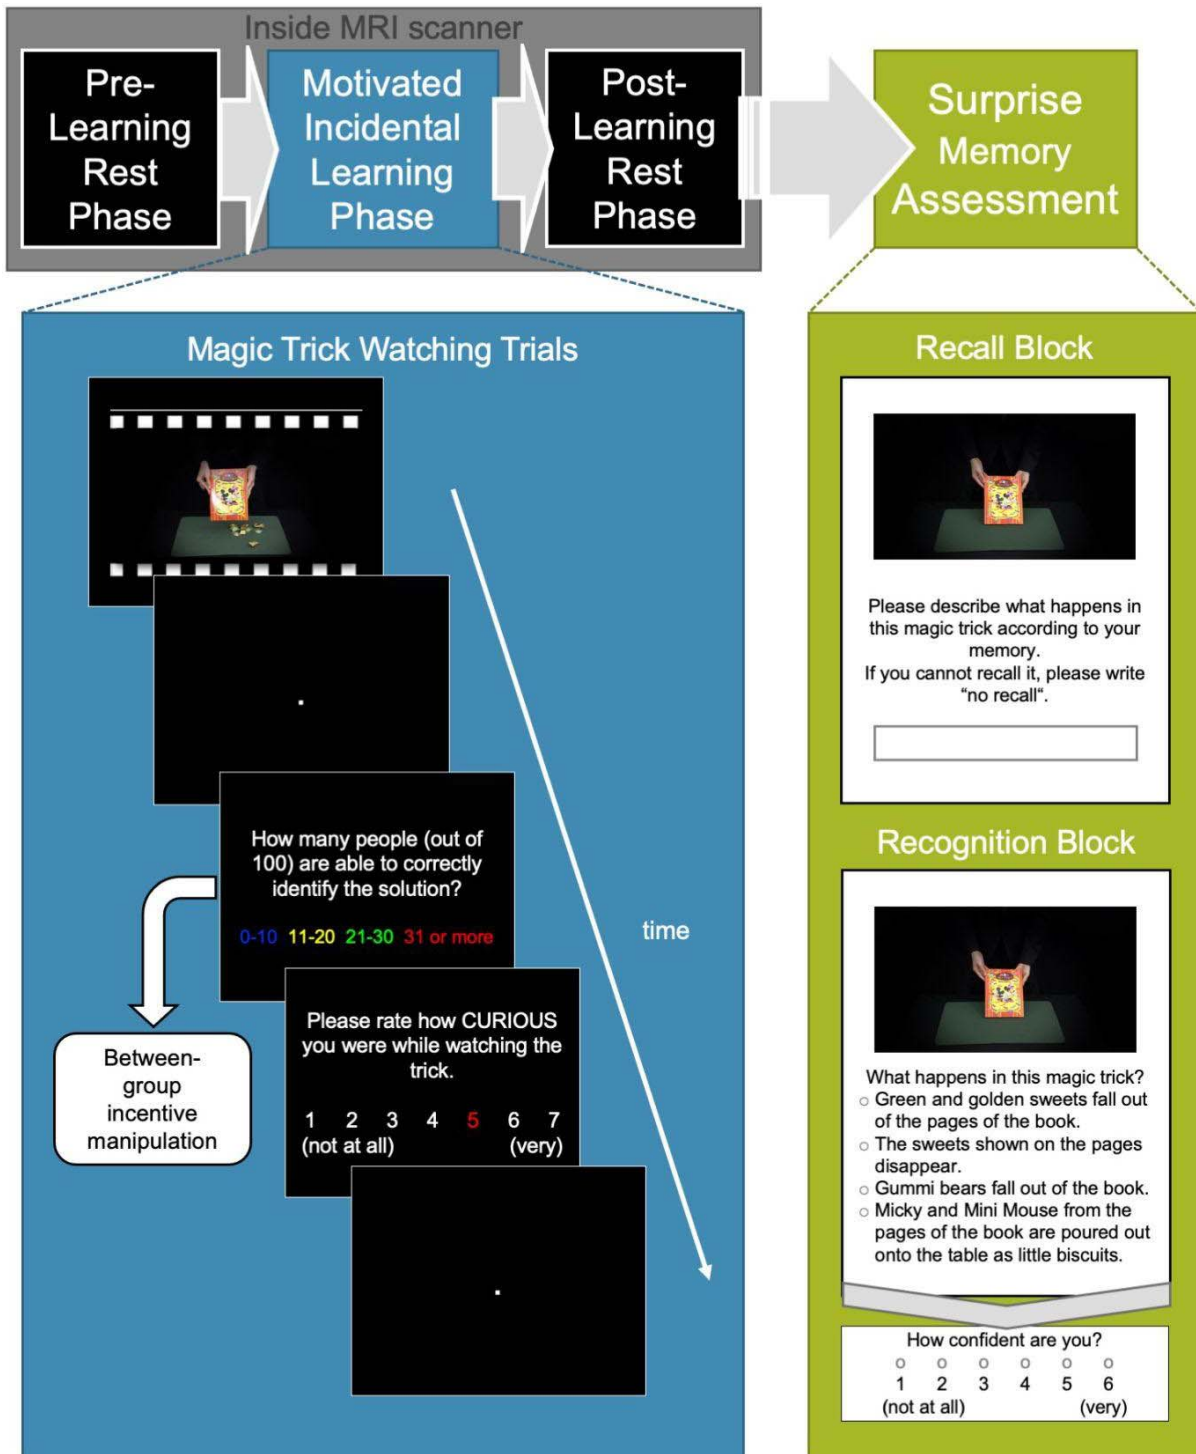 Inside MRI scanner
Pre-
Learning
Rest
Phase
Motivated
Incidental
Learning
Phase
Post-
Learning
Rest
Phase
Surprise
Memory
Assessment
Magic Trick Watching Trials
How many people (out of
100) are able to correctly
identify the solution?
0-10 11-20 21-30 31 or more
Between-
group
incentive
manipulation
Please rate how CURIOUS
you were while watching the
trick.
1 2 3 4 5 6 7
(not at all) (very)
time
Recall Block
Please describe what happens in
this magic trick according to your
memory.
If you cannot recall it, please write
“no recall“.
Recognition Block
What happens in this magic trick?
Green and golden sweets fall out
of the pages of the book.
The sweets shown on the pages
disappear.
Gummi bears fall out of the book.
Micky and Mini Mouse from the
pages of the book are poured out
onto the table as little biscuits.
How confident are you?
1 2 3 4 5 6
(not at all) (very)